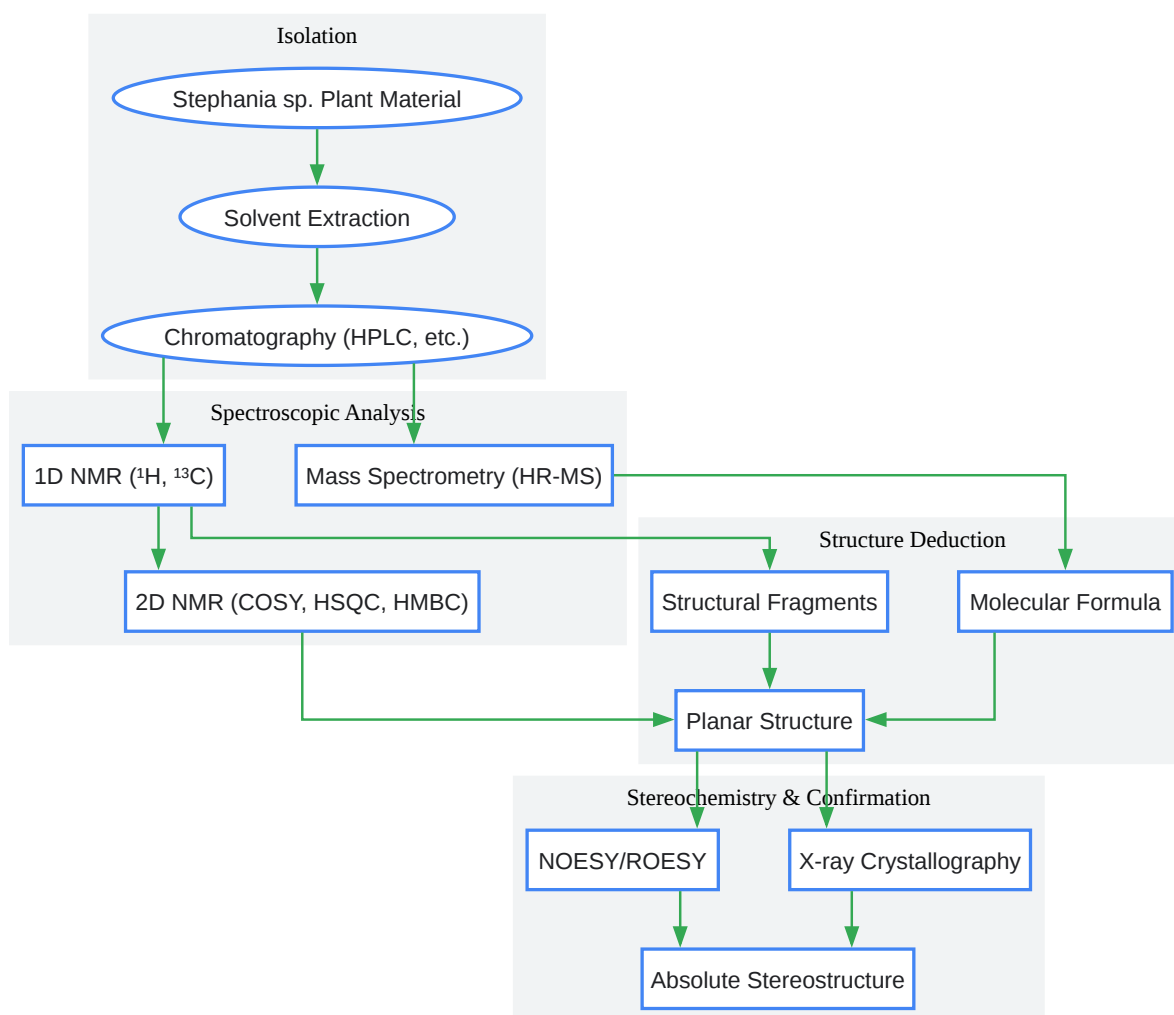 Isolation
Stephania sp. Plant Material
Solvent Extraction
Chromatography (HPLC, etc.)
Spectroscopic Analysis
1D NMR (¹H, ¹³C)
Mass Spectrometry (HR-MS)
2D NMR (COSY, HSQC, HMBC)
Structure Deduction
Structural Fragments
Molecular Formula
Planar Structure
Stereochemistry & Confirmation
NOESY/ROESY
X-ray Crystallography
Absolute Stereostructure